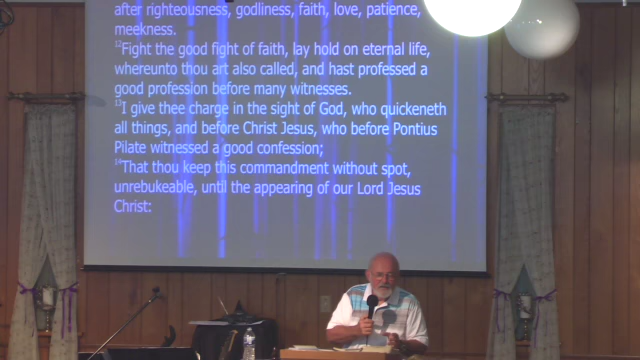 after righteousness, godliness, faith, love, patience,
meekness.
12Fight the good fight of faith, lay hold on eternal life,
whereunto thou art also called, and hast professed a
good profession before many witnesses.
13I give thee charge in the sight of God, who quickeneth
all things, and before Christ Jesus, who before Pontius
Pilate witnessed a good confession;
14That thou keep this commandment without spot,
unrebukeable, until the appearing of our Lord Jesus
Christ: